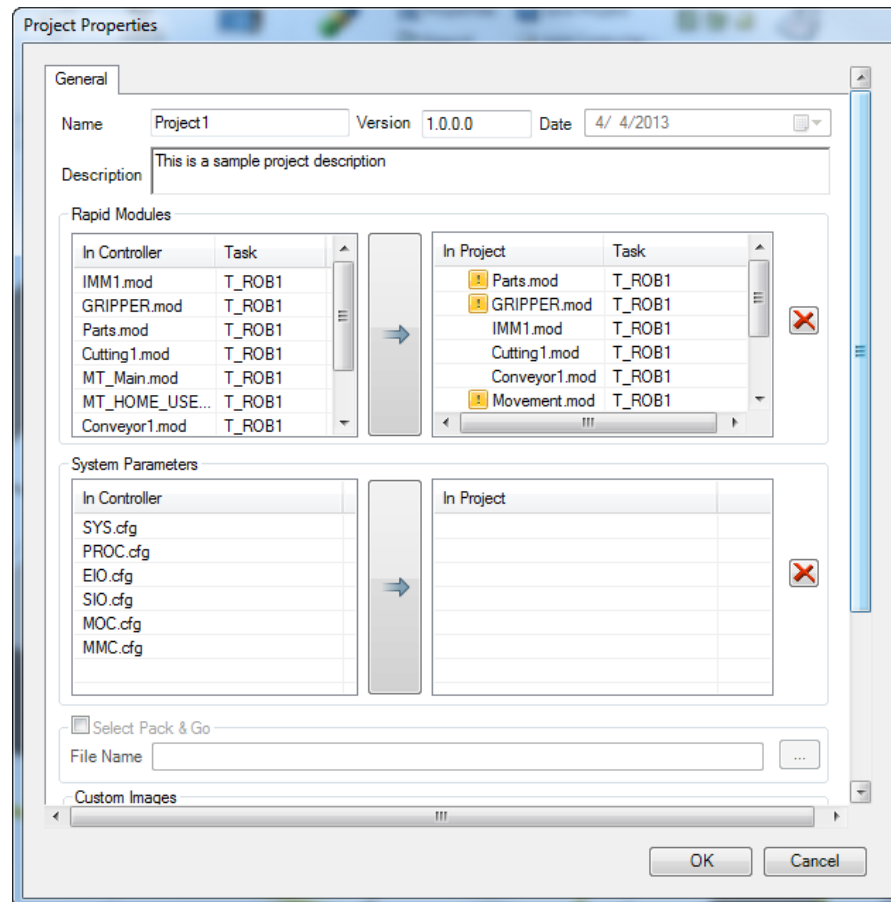 Project Properties
General
Name Project1 Version 1.0.0.0 Date 4/ 4/2013
Description This is a sample project description
Rapid Modules
In Controller Task In Project Task
IMM1.mod T_ROB1 Parts.mod T_ROB1
GRIPPER.mod T_ROB1 GRIPPER.mod T_ROB1
Parts.mod T_ROB1 IMM1.mod T_ROB1
Cutting1.mod T_ROB1 Cutting1.mod T_ROB1
MT_Main.mod T_ROB1 Conveyor1.mod T_ROB1
MT_HOME_USE... T_ROB1 Movement.mod T_ROB1
Conveyor1.mod T_ROB1
System Parameters
In Controller In Project
SYS.cfg
PROC.cfg
EIO.cfg
SIO.cfg
MOC.cfg
MMC.cfg
Select Pack & Go
File Name ...
Custom Images
OK Cancel